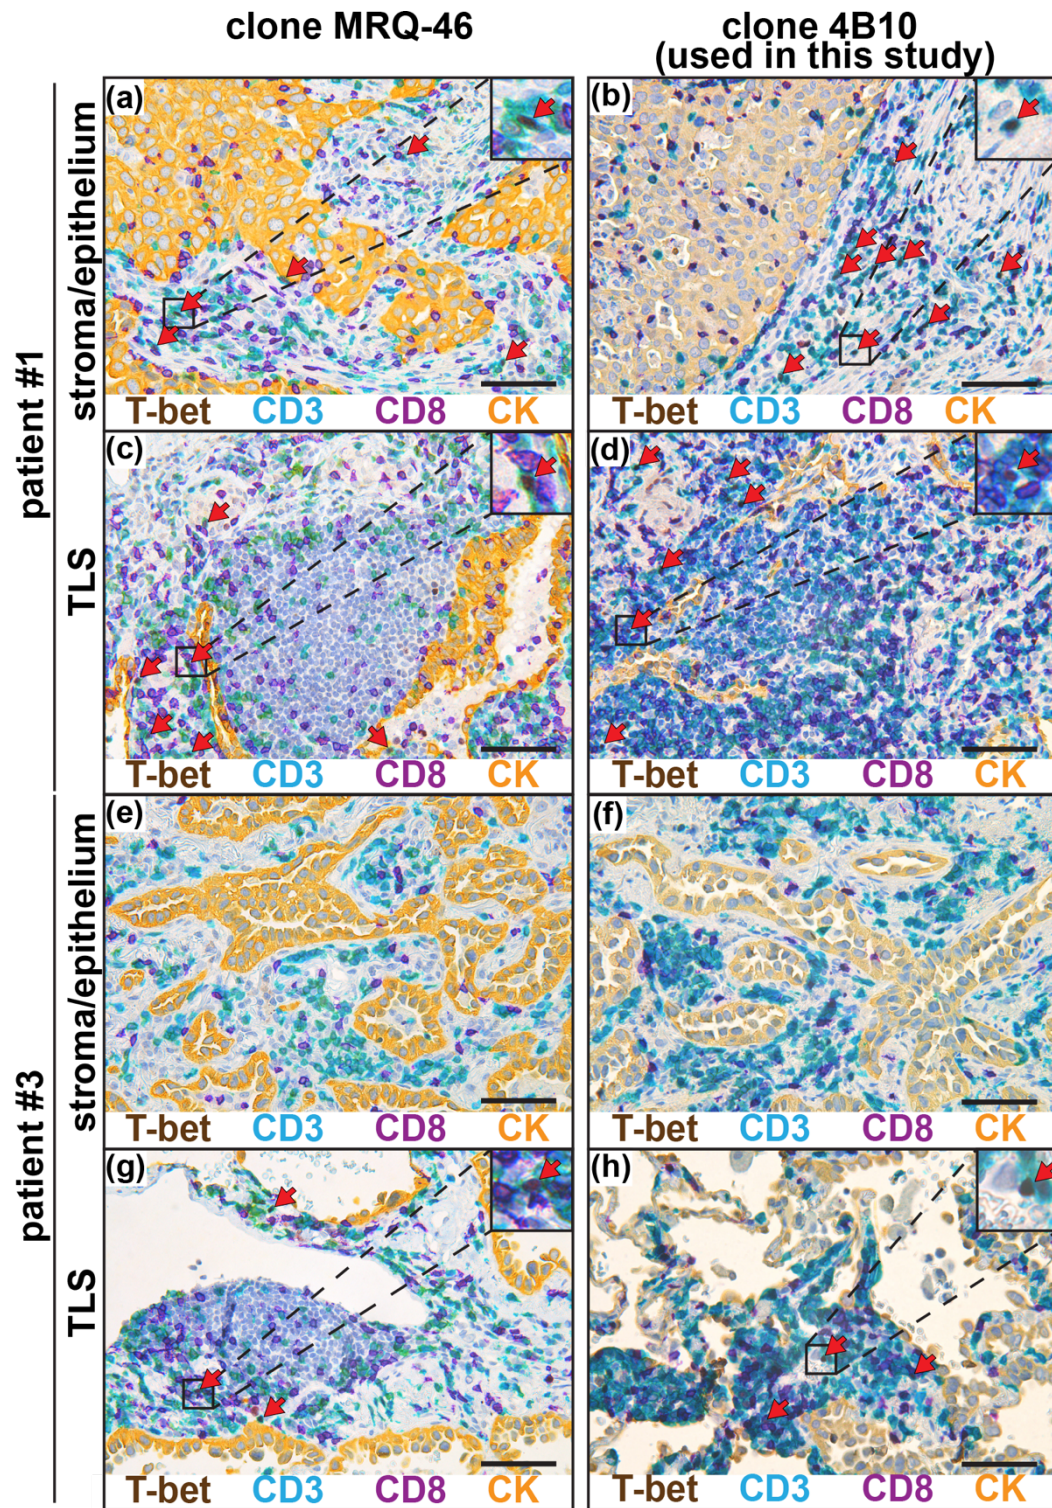 clone MRQ-46
clone 4B10
(used in this study)
patient #1
stroma/epithelium
(a)
(b)
T-bet CD3 CD8 CK
T-bet CD3 CD8 CK
TLS
(c)
(d)
T-bet CD3 CD8 CK
T-bet CD3 CD8 CK
patient #3
stroma/epithelium
(e)
(f)
T-bet CD3 CD8 CK
T-bet CD3 CD8 CK
TLS
(g)
(h)
T-bet CD3 CD8 CK
T-bet CD3 CD8 CK